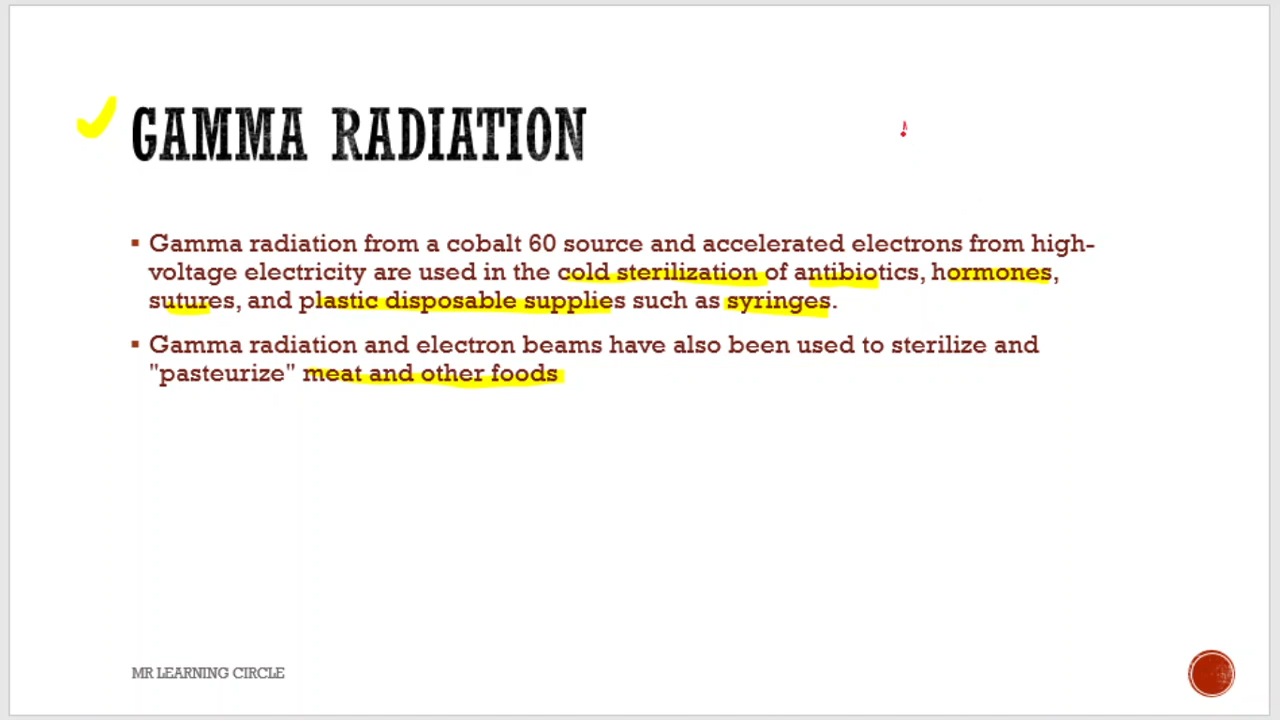 GAMMA RADIATION
▪ Gamma radiation from a cobalt 60 source and accelerated electrons from high-
voltage electricity are used in the cold sterilization of antibiotics, hormones,
sutures, and plastic disposable supplies such as syringes.
▪ Gamma radiation and electron beams have also been used to sterilize and
"pasteurize" meat and other foods
MR LEARNING CIRCLE